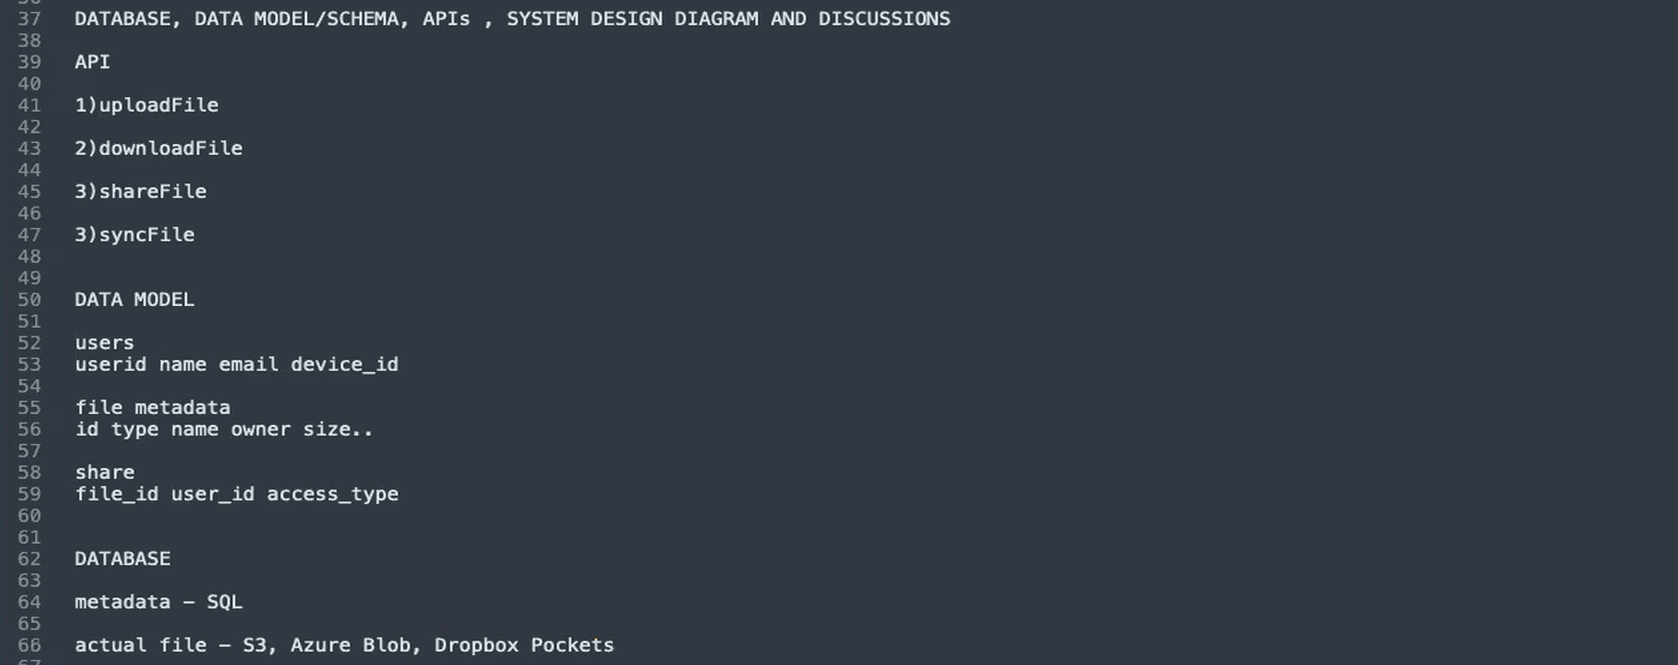 37 DATABASE, DATA MODEL/SCHEMA, APIs , SYSTEM DESIGN DIAGRAM AND DISCUSSIONS
38
39 API
40
41 1)uploadFile
42
43 2)downloadFile
44
45 3)shareFile
46
47 3)syncFile
48
49
50 DATA MODEL
51
52 users
53 userid name email device_id
54
55 file metadata
56 id type name owner size..
57
58 share
59 file_id user_id access_type
60
61
62 DATABASE
63
64 metadata – SQL
65
66 actual file – S3, Azure Blob, Dropbox Pockets